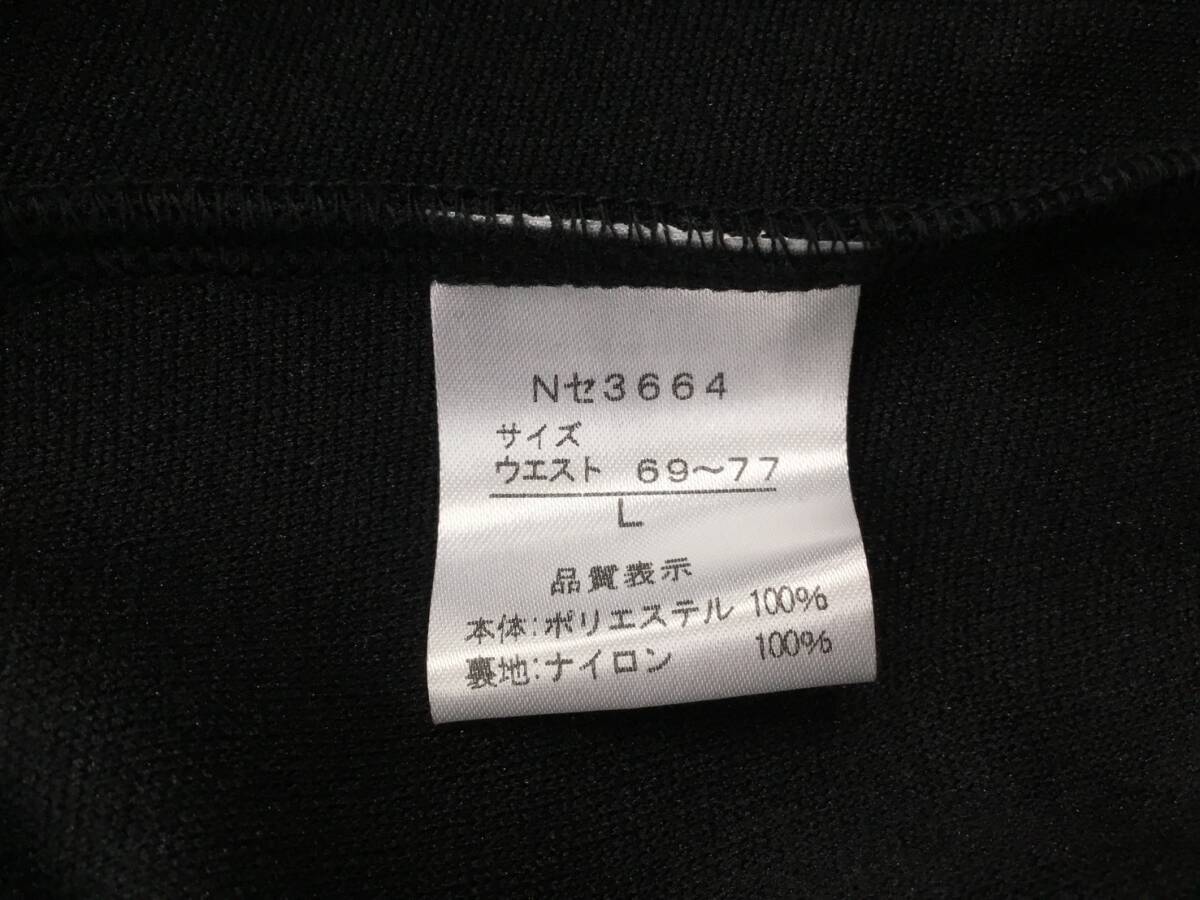 Nセ3664
サイズ
ウエスト 69〜77
L
品質表示
本体:ポリエステル 100%
裏地:ナイロン 100%